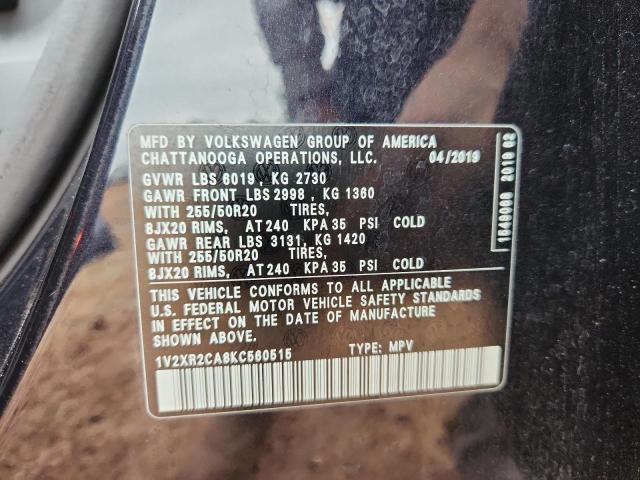 MFD BY VOLKSWAGEN GROUP OF AMERICA
CHATTANOOGA OPERATIONS, LLC. 04/2019
GVWR LBS 6019, KG 2730
GAWR FRONT LBS 2998, KG 1360
WITH 255/50R20 TIRES,
8JX20 RIMS, AT 240 KPA 35 PSI COLD
GAWR REAR LBS 3131, KG 1420
WITH 255/50R20 TIRES,
8JX20 RIMS, AT 240 KPA 35 PSI COLD
THIS VEHICLE CONFORMS TO ALL APPLICABLE
U.S. FEDERAL MOTOR VEHICLE SAFETY STANDARDS
IN EFFECT ON THE DATE OF MANUFACTURE
SHOWN ABOVE
1V2XR2CA6KC560515 TYPE: MPV
2019 02